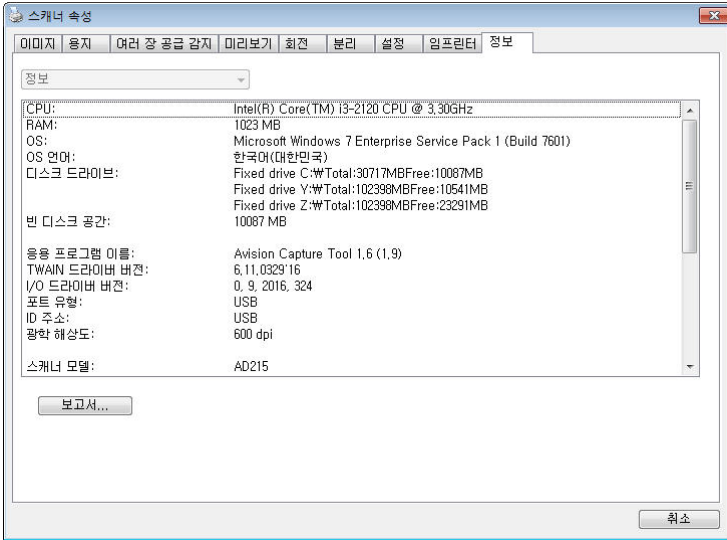 스캐너 속성
이미지 용지 여러 장 공급 감지 미리보기 회전 분리 설정 임프린터 정보
정보
CPU: Intel(R) Core(TM) i3-2120 CPU @ 3,30GHz
RAM: 1023 MB
OS: Microsoft Windows 7 Enterprise Service Pack 1 (Build 7601)
OS 언어: 한국어(대한민국)
디스크 드라이브: Fixed drive C:₩Total:30717MBFree:10087MB
Fixed drive Y:₩Total:102398MBFree:10541MB
Fixed drive Z:₩Total:102398MBFree:23291MB
빈 디스크 공간: 10087 MB
응용 프로그램 이름: Avision Capture Tool 1,6 (1,9)
TWAIN 드라이버 버전: 6,11,0329'16
I/O 드라이버 버전: 0, 9, 2016, 324
포트 유형: USB
ID 주소: USB
광학 해상도: 600 dpi
스캐너 모델: AD215
보고서...
취소